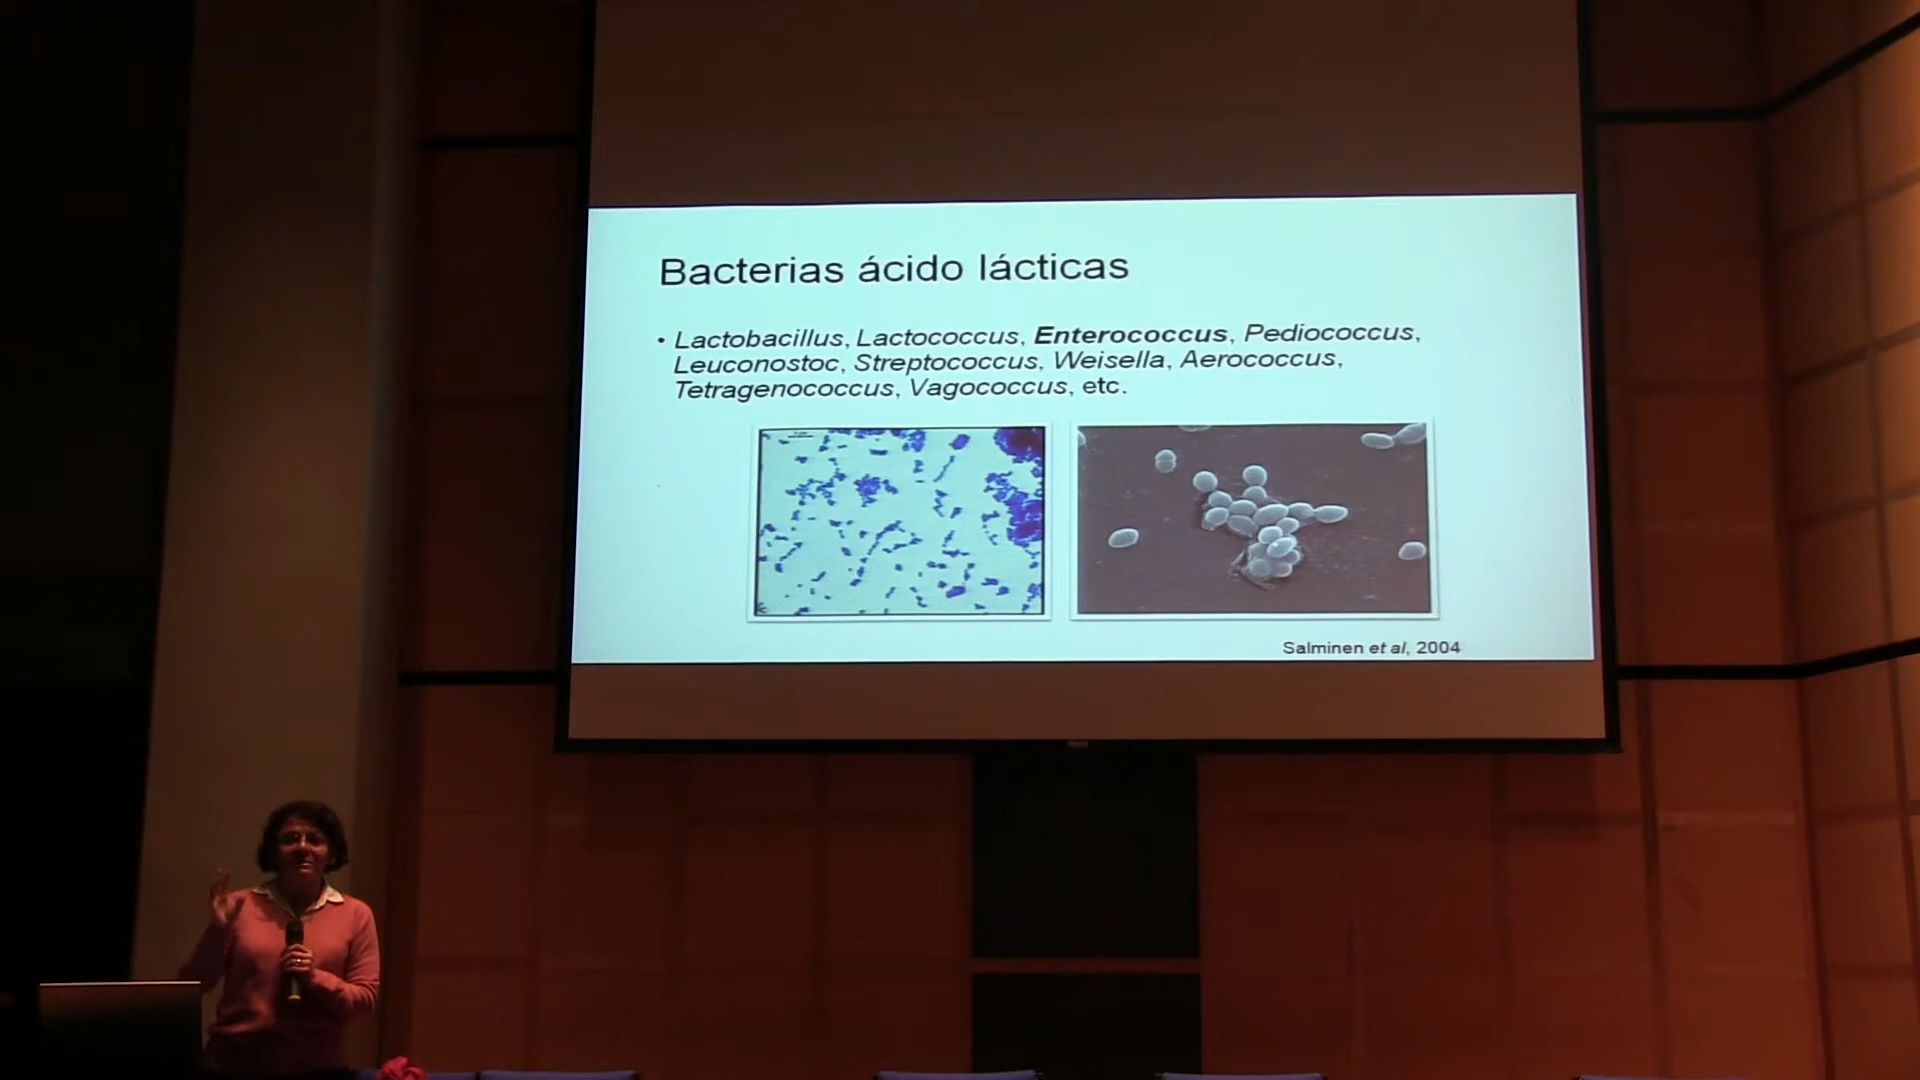 Bacterias ácido lácticas
• Lactobacillus, Lactococcus, Enterococcus, Pediococcus,
Leuconostoc, Streptococcus, Weisella, Aerococcus,
Tetragenococcus, Vagococcus, etc.
Salminen et al, 2004